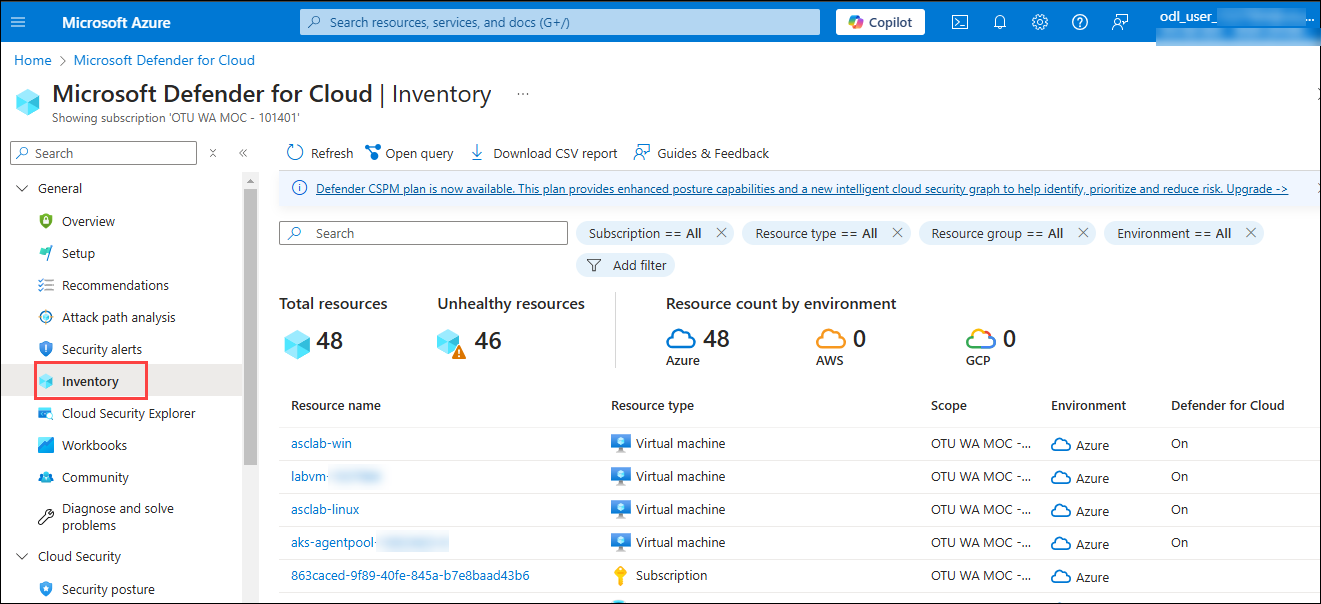 Microsoft Azure
Search resources, services, and docs (G+/)
Copilot
odl_user_ ...
Home > Microsoft Defender for Cloud
Microsoft Defender for Cloud | Inventory ...
Showing subscription 'OTU WA MOC - 101401'
Search
Refresh Open query Download CSV report Guides & Feedback
General
Overview
Setup
Recommendations
Attack path analysis
Security alerts
Inventory
Cloud Security Explorer
Workbooks
Community
Diagnose and solve
problems
Cloud Security
Security posture
Defender CSPM plan is now available. This plan provides enhanced posture capabilities and a new intelligent cloud security graph to help identify, prioritize and reduce risk. Upgrade ->
Search
Subscription == All Resource type == All Resource group == All Environment == All
Add filter
Total resources Unhealthy resources Resource count by environment
48 46 48 0 0
Azure AWS GCP
Resource name Resource type Scope Environment Defender for Cloud
asclab-win Virtual machine OTU WA MOC -... Azure On
labvm- Virtual machine OTU WA MOC -... Azure On
asclab-linux Virtual machine OTU WA MOC -... Azure On
aks-agentpool- Virtual machine OTU WA MOC -... Azure On
863caced-9f89-40fe-845a-b7e8baad43b6 Subscription OTU WA MOC -... Azure